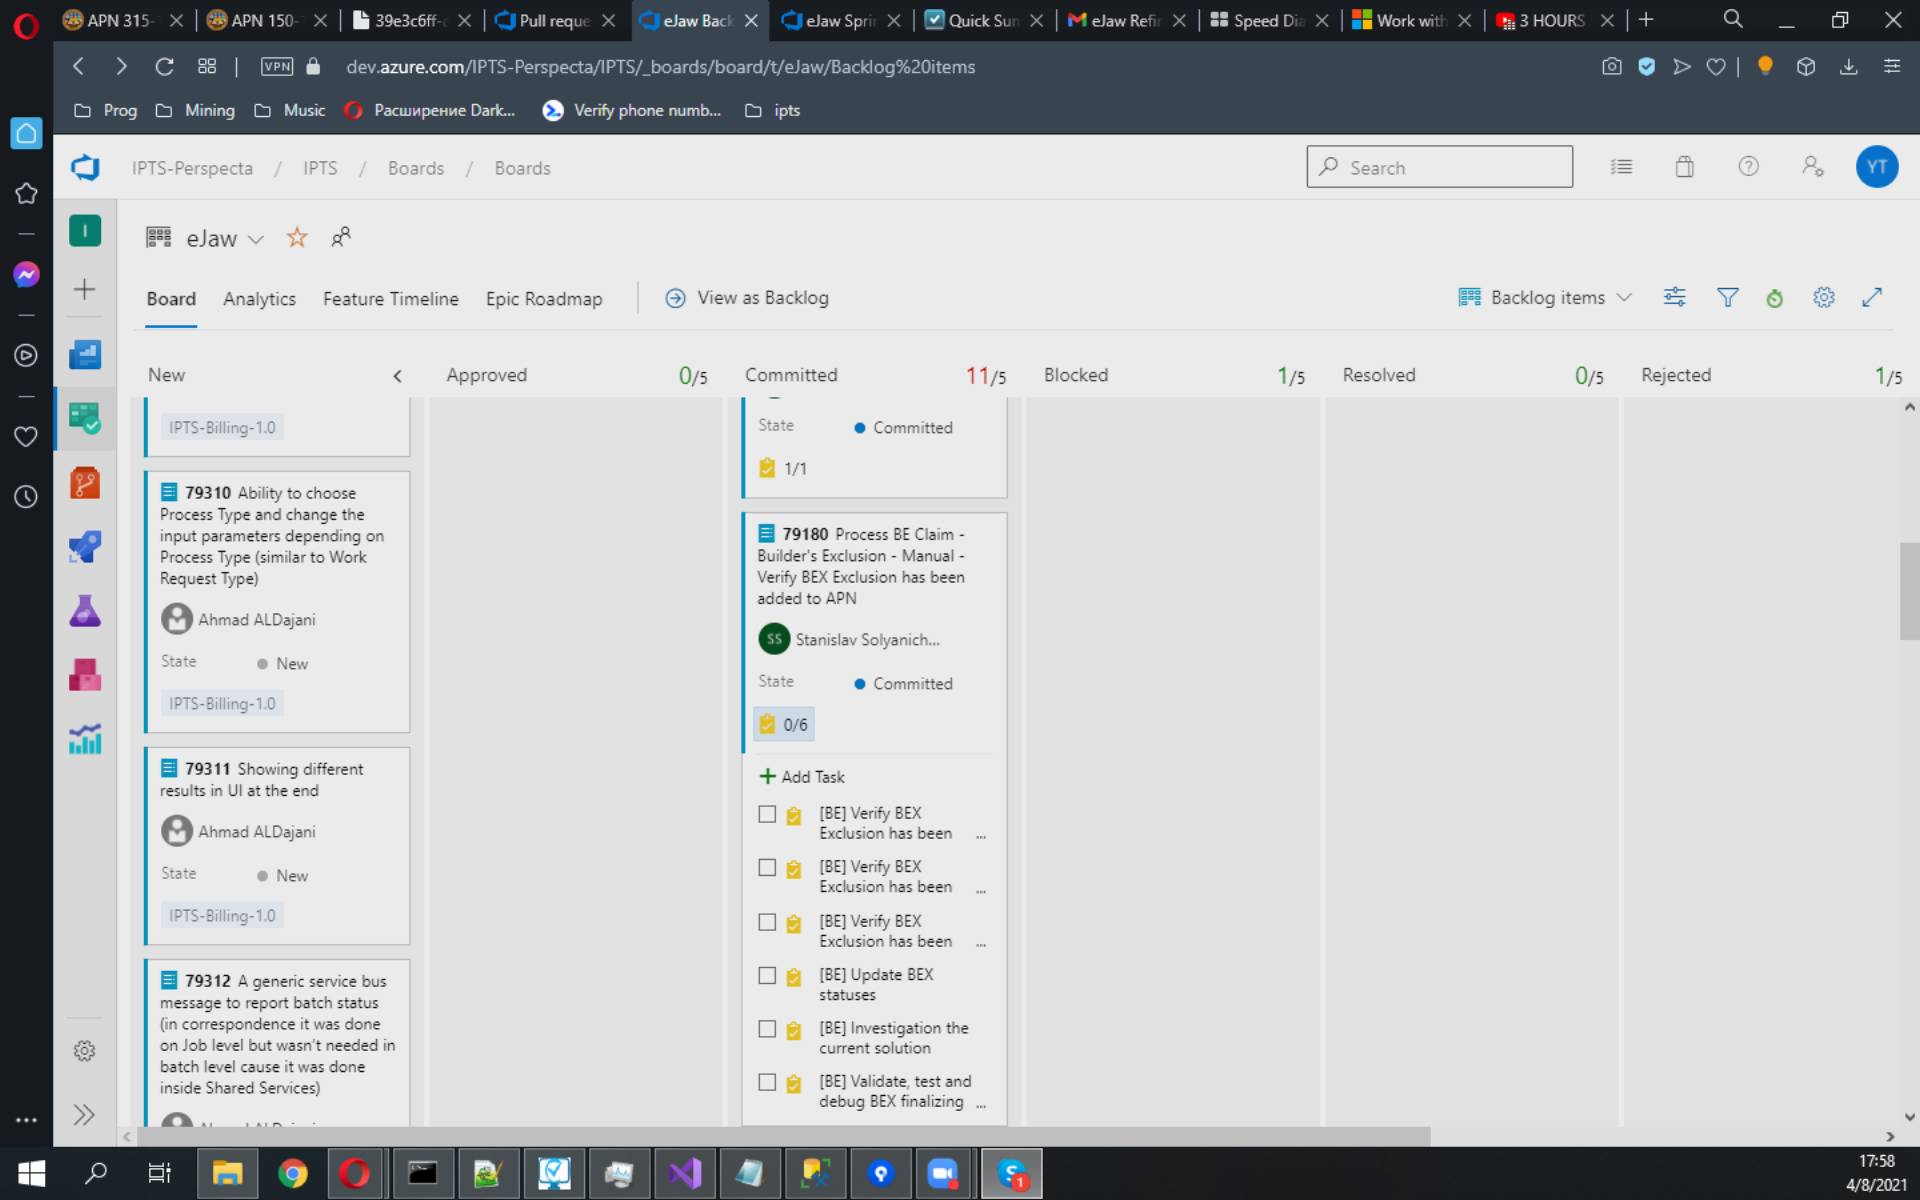 APN 315-
APN 150-
39e3c6ff-a
Pull reque
eJaw Back
eJaw Sprin
Quick Sum
eJaw Refin
Speed Dia
Work with
3 HOURS
VPN
dev.azure.com/IPTS-Perspecta/IPTS/_boards/board/t/eJaw/Backlog%20items
Prog
Mining
Music
Расширение Dark...
Verify phone numb...
ipts
IPTS-Perspecta / IPTS / Boards / Boards
Search
YT
I
eJaw
Board
Analytics
Feature Timeline
Epic Roadmap
View as Backlog
Backlog items
New
Approved 0/5
Committed 11/5
Blocked 1/5
Resolved 0/5
Rejected 1/5
IPTS-Billing-1.0
79310 Ability to choose
Process Type and change the
input parameters depending on
Process Type (similar to Work
Request Type)
Ahmad ALDajani
State New
IPTS-Billing-1.0
79311 Showing different
results in UI at the end
Ahmad ALDajani
State New
IPTS-Billing-1.0
79312 A generic service bus
message to report batch status
(in correspondence it was done
on Job level but wasn't needed in
batch level cause it was done
inside Shared Services)
State Committed
1/1
79180 Process BE Claim -
Builder's Exclusion - Manual -
Verify BEX Exclusion has been
added to APN
SS Stanislav Solyanich...
State Committed
0/6
+ Add Task
[BE] Verify BEX
Exclusion has been ...
[BE] Verify BEX
Exclusion has been ...
[BE] Verify BEX
Exclusion has been ...
[BE] Update BEX
statuses
[BE] Investigation the
current solution
[BE] Validate, test and
debug BEX finalizing ...
1
17:58
4/8/2021